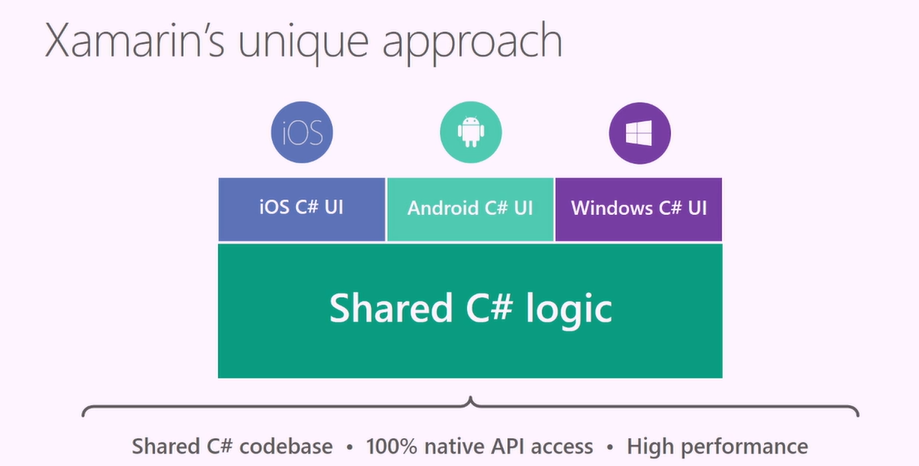 Xamarin's unique approach
iOS
iOS C# UI
Android C# UI
Windows C# UI
Shared C# logic
Shared C# codebase • 100% native API access • High performance